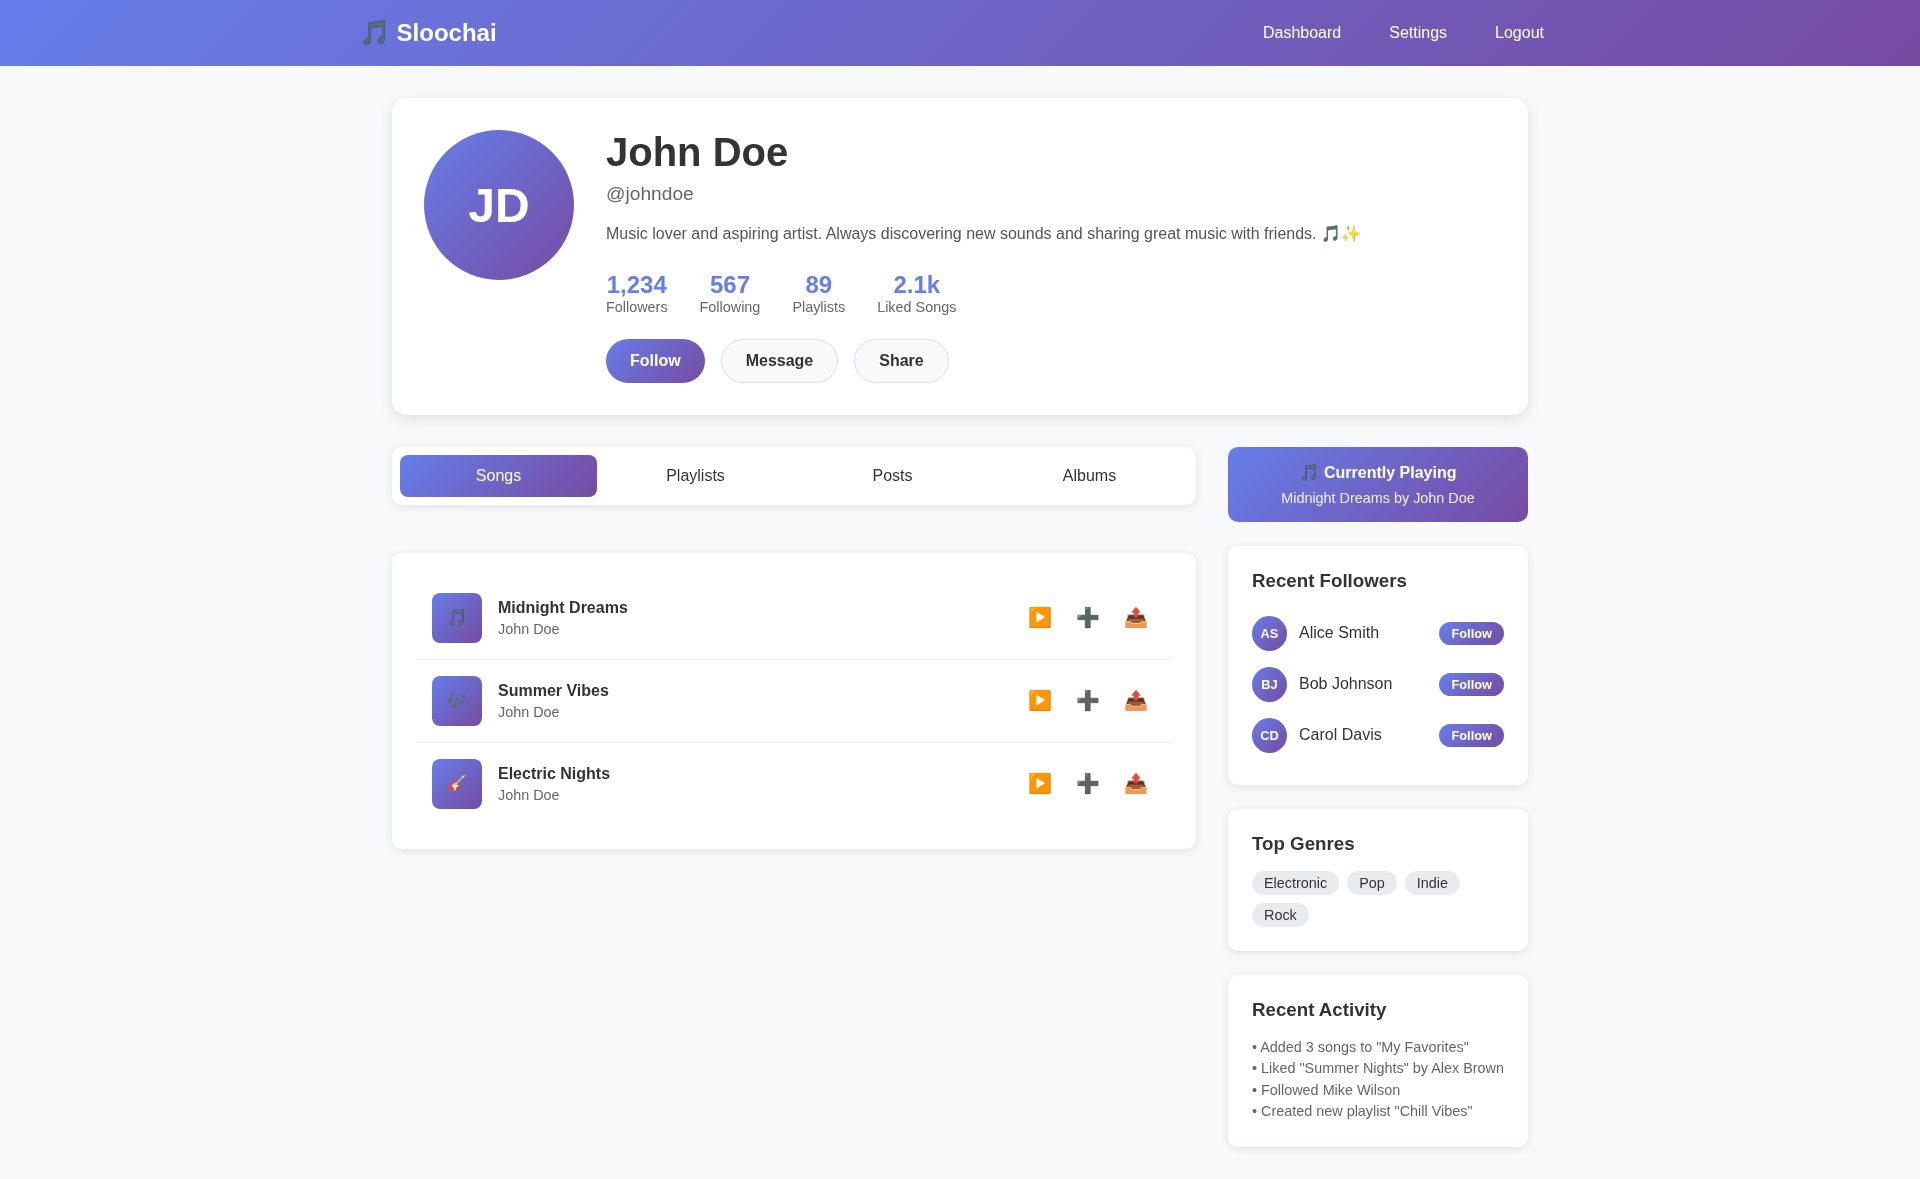 🎵 Sloochai
Dashboard
Settings
Logout
JD
John Doe
@johndoe
Music lover and aspiring artist. Always discovering new sounds and sharing great music with friends. 🎵✨
1,234
Followers
567
Following
89
Playlists
2.1k
Liked Songs
Follow
Message
Share
Songs
Playlists
Posts
Albums
Midnight Dreams
John Doe
Summer Vibes
John Doe
Electric Nights
John Doe
🎵 Currently Playing
Midnight Dreams by John Doe
Recent Followers
AS
Alice Smith
Follow
BJ
Bob Johnson
Follow
CD
Carol Davis
Follow
Top Genres
Electronic
Pop
Indie
Rock
Recent Activity
• Added 3 songs to "My Favorites"
• Liked "Summer Nights" by Alex Brown
• Followed Mike Wilson
• Created new playlist "Chill Vibes"